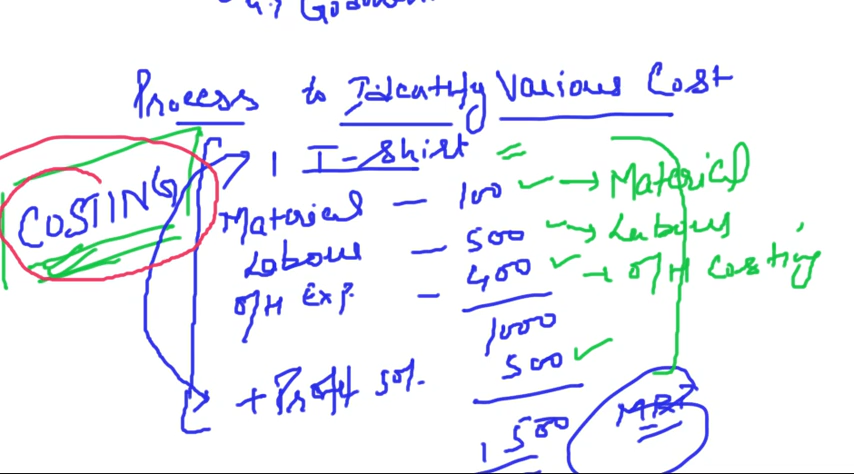 Process to Identify Various Cost
COSTING
1 T-Shirt =
Material - 100 ✓ → Material
Labour - 500 ✓ → Labour
O/H Exp. - 400 ✓ → O/H Costing
1000
+ Profit 50%. 500 ✓
1500
MRP